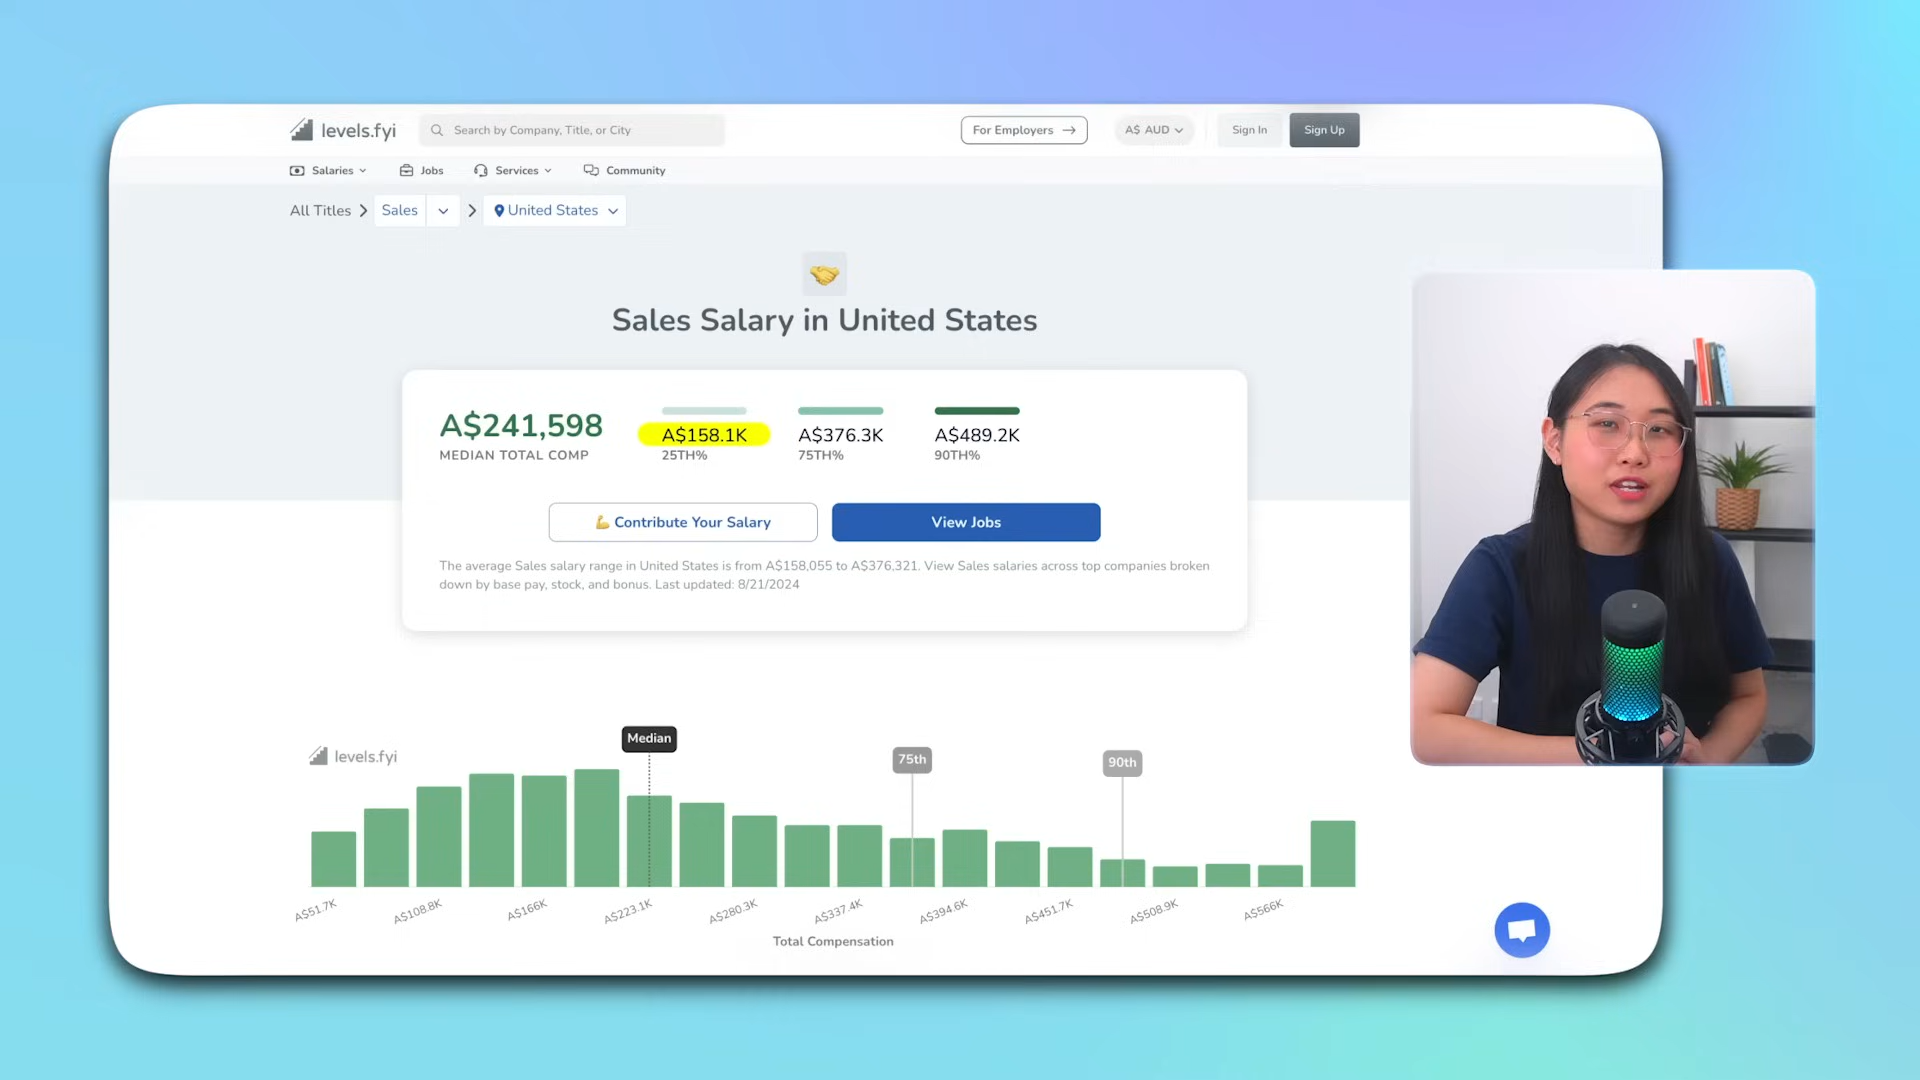 levels.fyi
Search by Company, Title, or City
For Employers →
A$ AUD
Sign In
Sign Up
Salaries
Jobs
Services
Community
All Titles
Sales
United States
Sales Salary in United States
A$241,598
MEDIAN TOTAL COMP
A$158.1K
25TH%
A$376.3K
75TH%
A$489.2K
90TH%
Contribute Your Salary
View Jobs
The average Sales salary range in United States is from A$158,055 to A$376,321. View Sales salaries across top companies broken
down by base pay, stock, and bonus. Last updated: 8/21/2024
levels.fyi
Median
75th
90th
A$51.7K
A$108.8K
A$166K
A$223.1K
A$280.3K
A$337.4K
A$394.6K
A$451.7K
A$508.9K
A$566K
Total Compensation